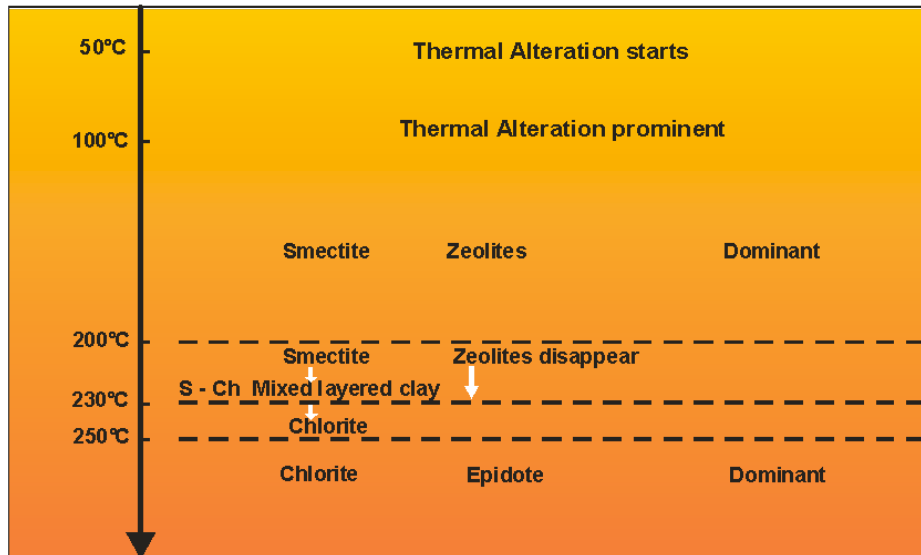 50°C Thermal Alteration starts
100°C Thermal Alteration prominent
Smectite Zeolites Dominant
200°C
Smectite Zeolites disappear
S - Ch Mixed layered clay
230°C
Chlorite
250°C
Chlorite Epidote Dominant